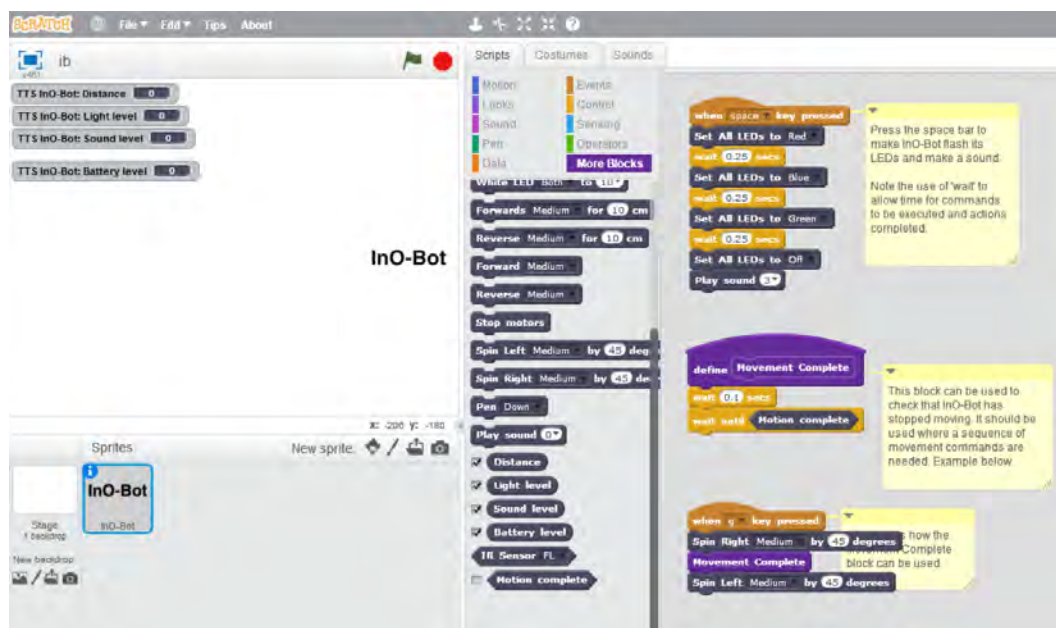 SCRATCH File Edit Tips About
ib
v461
TTS InO-Bot: Distance 0
TTS InO-Bot: Light level 0
TTS InO-Bot: Sound level 0
TTS InO-Bot: Battery level 0
InO-Bot
X: -200 y: -180
Sprites New sprite:
InO-Bot
InO-Bot
Stage
1 backdrop
New backdrop
Scripts Costumes Sounds
Motion Events
Looks Control
Sound Sensing
Pen Operators
Data More Blocks
White LED Both to 10
Forwards Medium for 10 cm
Reverse Medium for 10 cm
Forward Medium
Reverse Medium
Stop motors
Spin Left Medium by 45 degre
Spin Right Medium by 45 de
Pen Down
Play sound 0
Distance
Light level
Sound level
Battery level
IR Sensor FL
Motion complete
when space key pressed
Set All LEDs to Red
wait 0.25 secs
Set All LEDs to Blue
wait 0.25 secs
Set All LEDs to Green
wait 0.25 secs
Set All LEDs to Off
Play sound 3
Press the space bar to
make InO-Bot flash its
LEDs and make a sound.
Note the use of 'wait' to
allow time for commands
to be executed and actions
completed.
define Movement Complete
wait 0.1 secs
wait until Motion complete
This block can be used to
check that InO-Bot has
stopped moving. It should be
used where a sequence of
movement commands are
needed. Example below
when q key pressed
Spin Right Medium by 45 degrees
Movement Complete
Spin Left Medium by 45 degrees
s how the
Complete
block can be used